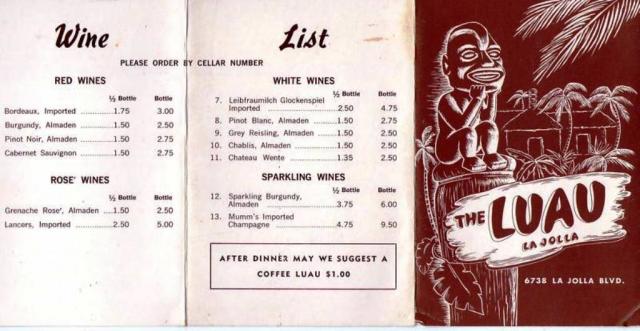 Wine List
PLEASE ORDER BY CELLAR NUMBER
RED WINES
½ Bottle Bottle
Bordeaux, Imported 1.75 3.00
Burgundy, Almaden 1.50 2.50
Pinot Noir, Almaden 1.50 2.75
Cabernet Sauvignon 1.50 2.75
ROSE' WINES
½ Bottle Bottle
Grenache Rose', Almaden 1.50 2.50
Lancers, Imported 2.50 5.00
WHITE WINES
½ Bottle Bottle
7. Leibfraumilch Glockenspiel
Imported 2.50 4.75
8. Pinot Blanc, Almaden 1.50 2.75
9. Grey Reisling, Almaden 1.50 2.50
10. Chablis, Almaden 1.50 2.50
11. Chateau Wente 1.35 2.50
SPARKLING WINES
½ Bottle Bottle
12. Sparkling Burgundy,
Almaden 3.75 6.00
13. Mumm's Imported
Champagne 4.75 9.50
AFTER DINNER MAY WE SUGGEST A
COFFEE LUAU $1.00
THE LUAU
LA JOLLA
6738 LA JOLLA BLVD.